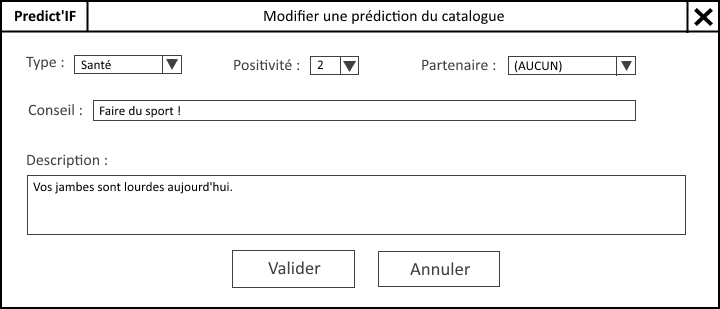 Predict'IF Modifier une prédiction du catalogue
Type : Santé Positivité : 2 Partenaire : (AUCUN)
Conseil : Faire du sport !
Description :
Vos jambes sont lourdes aujourd'hui.
Valider Annuler